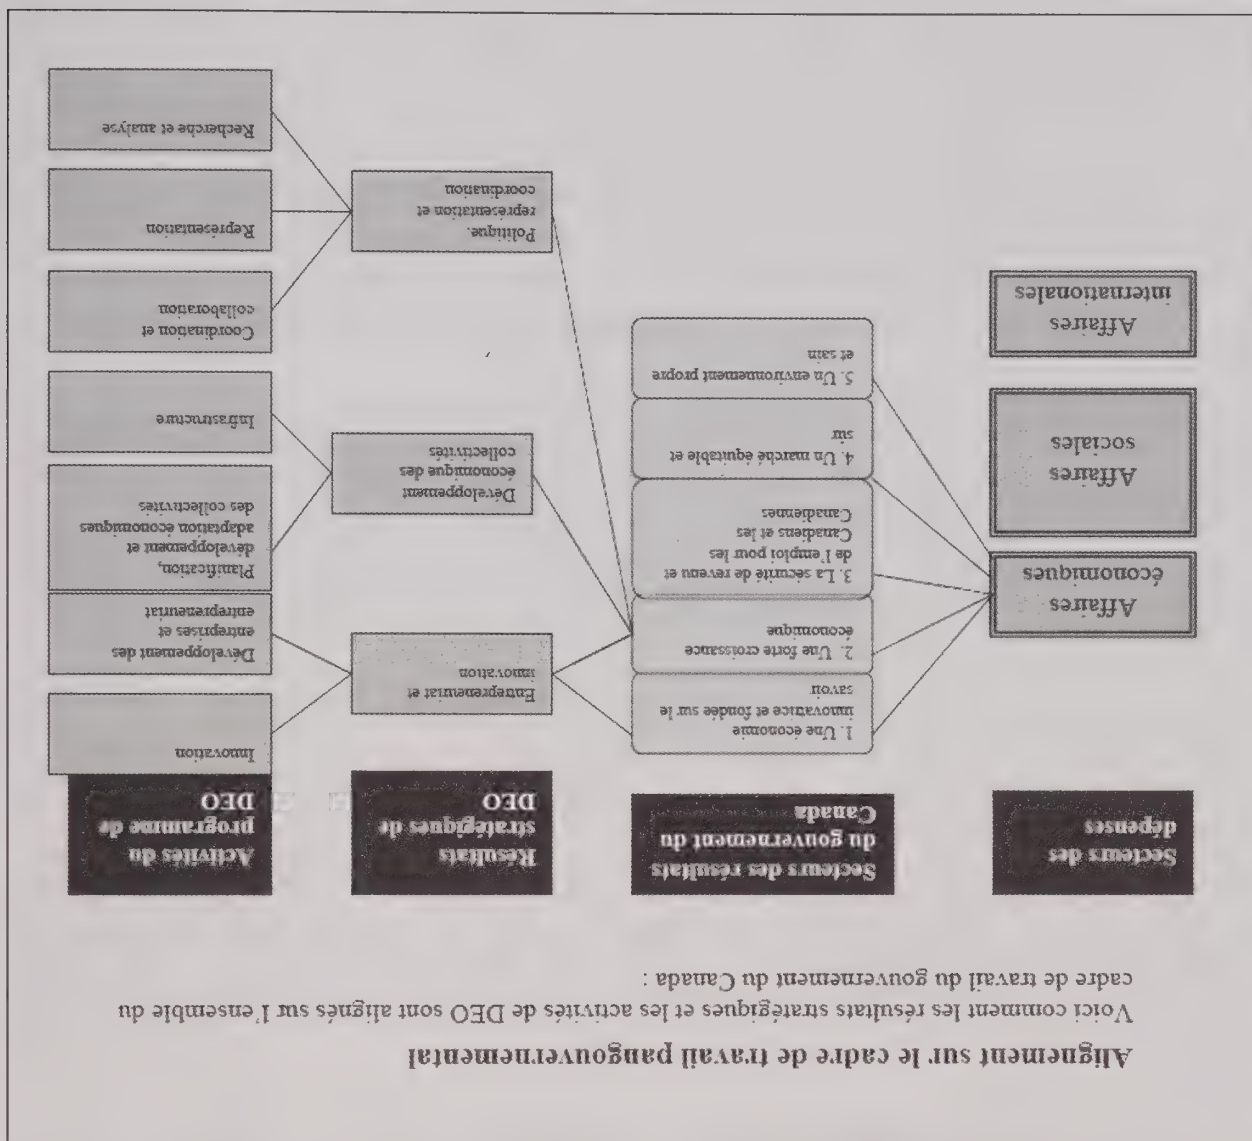 Alignement sur le cadre de travail pangouvernemental
Voici comment les résultats stratégiques et les activités de DEO sont alignés sur l'ensemble du
cadre de travail du gouvernement du Canada :
Secteurs des
dépenses
Secteurs des résultats
du gouvernement du
Canada
Résultats
stratégiques de
DEO
Activités du
programme de
DEO
Affaires
économiques
Affaires
sociales
Affaires
internationales
1. Une économie
innovatrice et fondée sur le
savoir
2. Une forte croissance
économique
3. La sécurité de revenu et
de l'emploi pour les
Canadiens et les
Canadiennes
4. Un marché équitable et
sûr
5. Un environnement propre
et sain
Entrepreneuriat et
innovation
Développement
économique des
collectivités
Politique.
représentation et
coordination
Innovation
Développement des
entreprises et
entrepreneuriat
Planification,
développement et
adaptation économiques
des collectivités
Infrastructure
Coordination et
collaboration
Représentation
Recherche et analyse